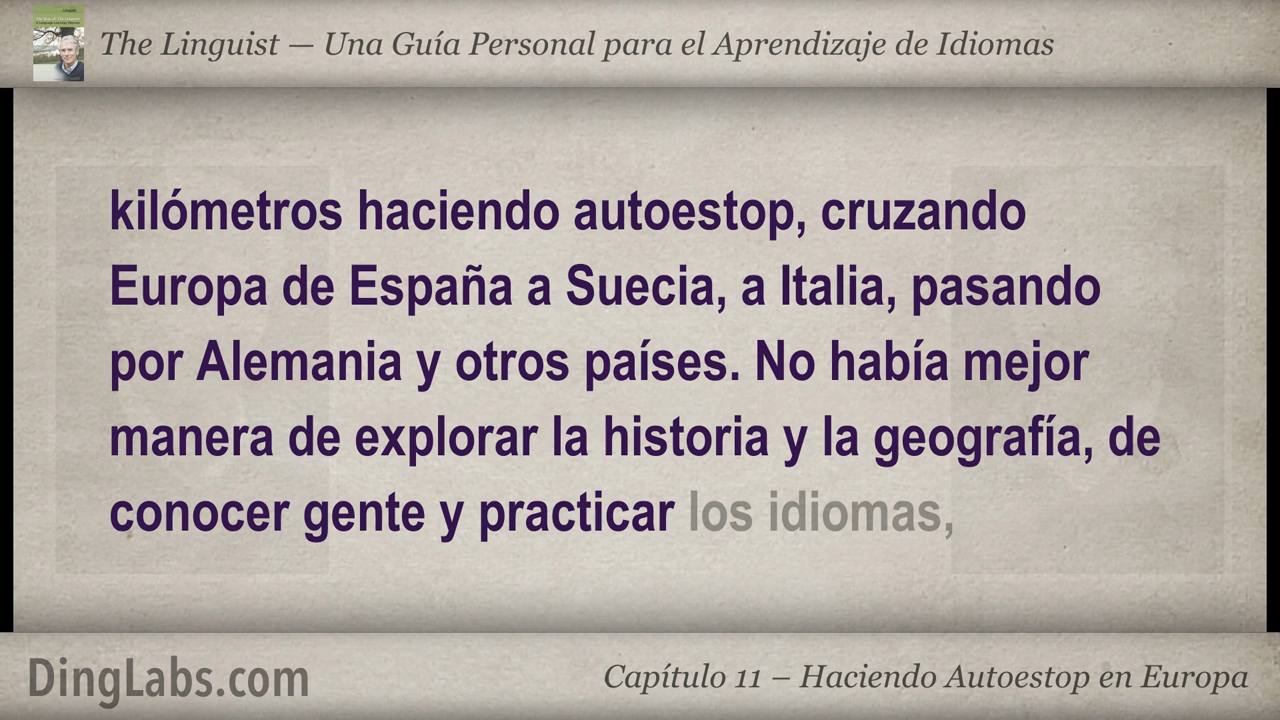 The Linguist — Una Guía Personal para el Aprendizaje de Idiomas
kilómetros haciendo autoestop, cruzando
Europa de España a Suecia, a Italia, pasando
por Alemania y otros países. No había mejor
manera de explorar la historia y la geografía, de
conocer gente y practicar los idiomas,
DingLabs.com
Capítulo 11 – Haciendo Autoestop en Europa